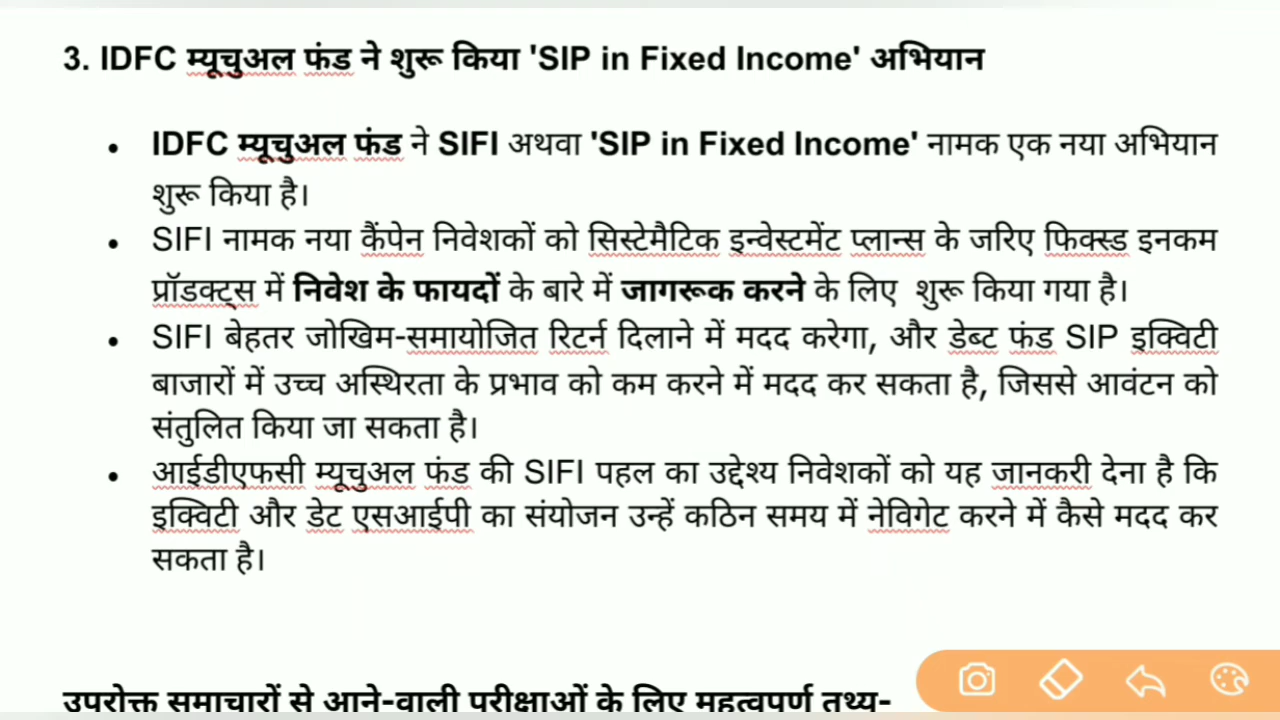 3. IDFC म्यूचुअल फंड ने शुरू किया 'SIP in Fixed Income' अभियान
• IDFC म्यूचुअल फंड ने SIFI अथवा 'SIP in Fixed Income' नामक एक नया अभियान
शुरू किया है।
• SIFI नामक नया कैंपेन निवेशकों को सिस्टेमैटिक इन्वेस्टमेंट प्लान्स के जरिए फिक्स्ड इनकम
प्रॉडक्ट्स में निवेश के फायदों के बारे में जागरूक करने के लिए शुरू किया गया है।
• SIFI बेहतर जोखिम-समायोजित रिटर्न दिलाने में मदद करेगा, और डेब्ट फंड SIP इक्विटी
बाजारों में उच्च अस्थिरता के प्रभाव को कम करने में मदद कर सकता है, जिससे आवंटन को
संतुलित किया जा सकता है।
• आईडीएफसी म्यूचुअल फंड की SIFI पहल का उद्देश्य निवेशकों को यह जानकरी देना है कि
इक्विटी और डेट एसआईपी का संयोजन उन्हें कठिन समय में नेविगेट करने में कैसे मदद कर
सकता है।
उपरोक्त समाचारों से आने-वाली परीक्षाओं के लिए महत्वपूर्ण तथ्य-